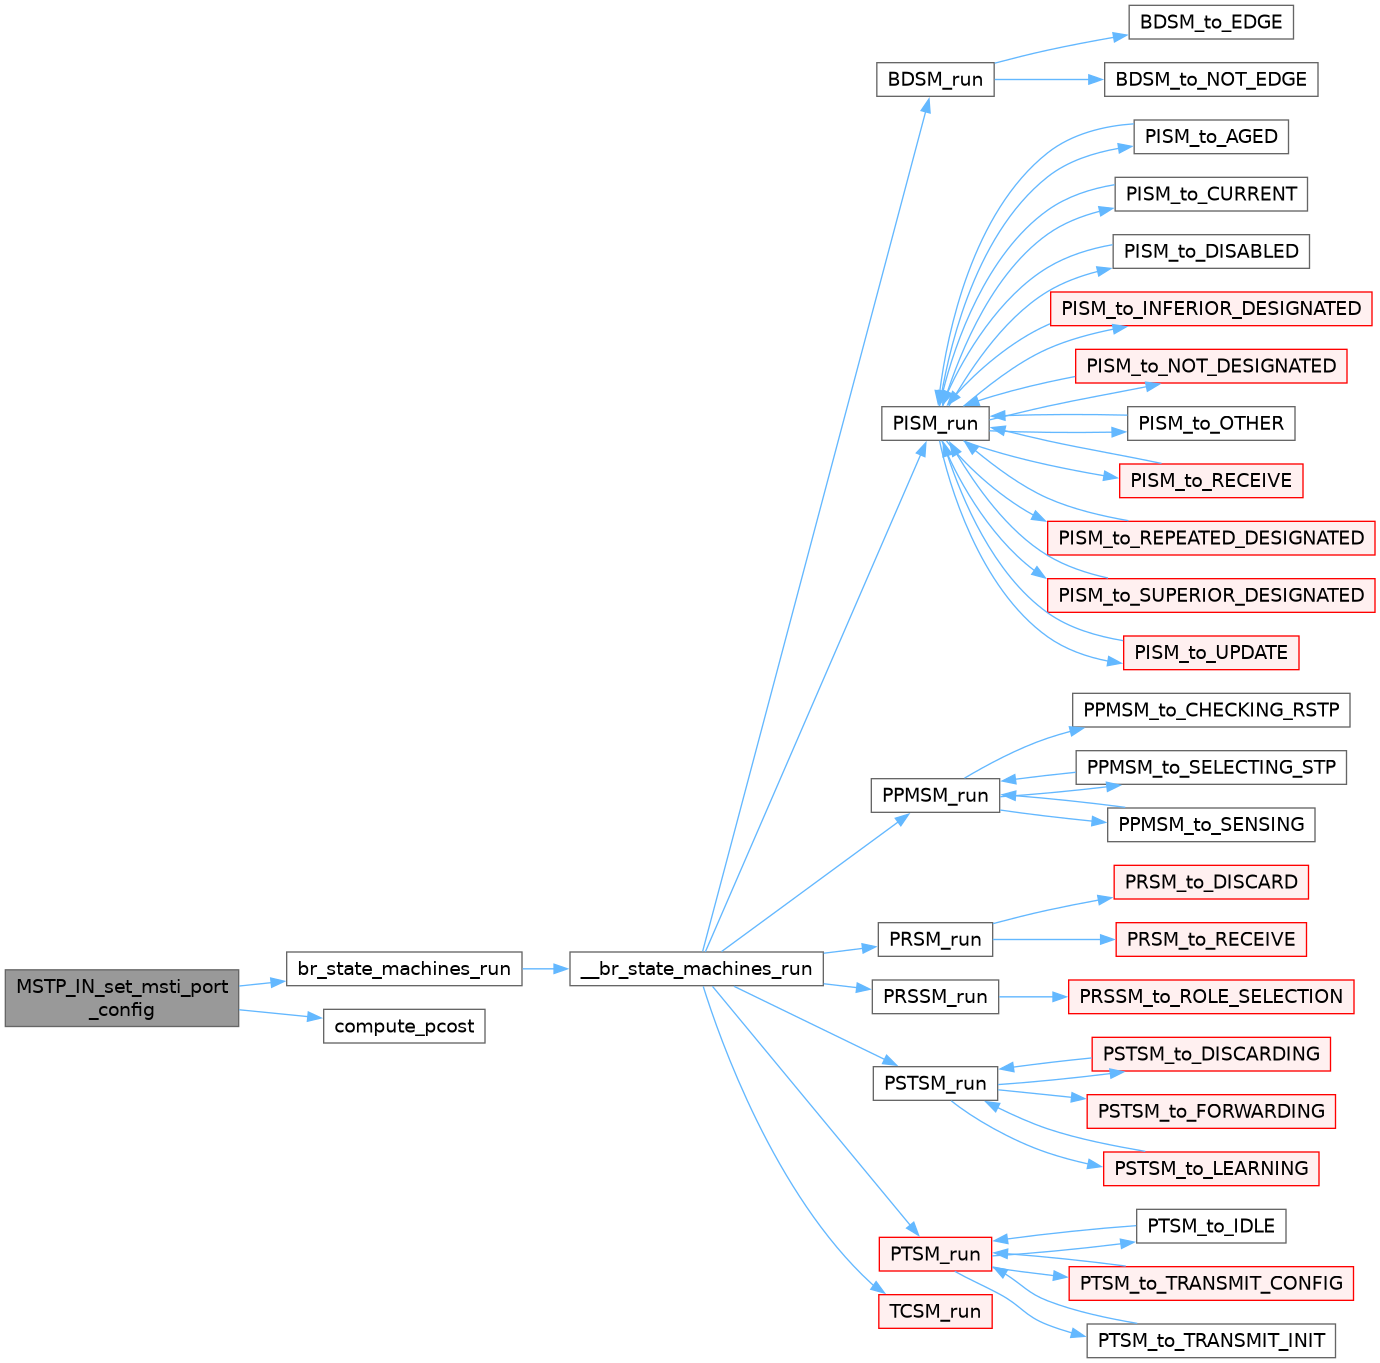 BDSM_to_EDGE
BDSM_run
BDSM_to_NOT_EDGE
PISM_to_AGED
PISM_to_CURRENT
PISM_to_DISABLED
PISM_to_INFERIOR_DESIGNATED
PISM_to_NOT_DESIGNATED
PISM_run
PISM_to_OTHER
PISM_to_RECEIVE
PISM_to_REPEATED_DESIGNATED
PISM_to_SUPERIOR_DESIGNATED
PISM_to_UPDATE
PPMSM_to_CHECKING_RSTP
PPMSM_to_SELECTING_STP
PPMSM_run
PPMSM_to_SENSING
PRSM_to_DISCARD
PRSM_run
PRSM_to_RECEIVE
MSTP_IN_set_msti_port
_config
br_state_machines_run
__br_state_machines_run
compute_pcost
PRSSM_run
PRSSM_to_ROLE_SELECTION
PSTSM_to_DISCARDING
PSTSM_run
PSTSM_to_FORWARDING
PSTSM_to_LEARNING
PTSM_to_IDLE
PTSM_run
PTSM_to_TRANSMIT_CONFIG
TCSM_run
PTSM_to_TRANSMIT_INIT